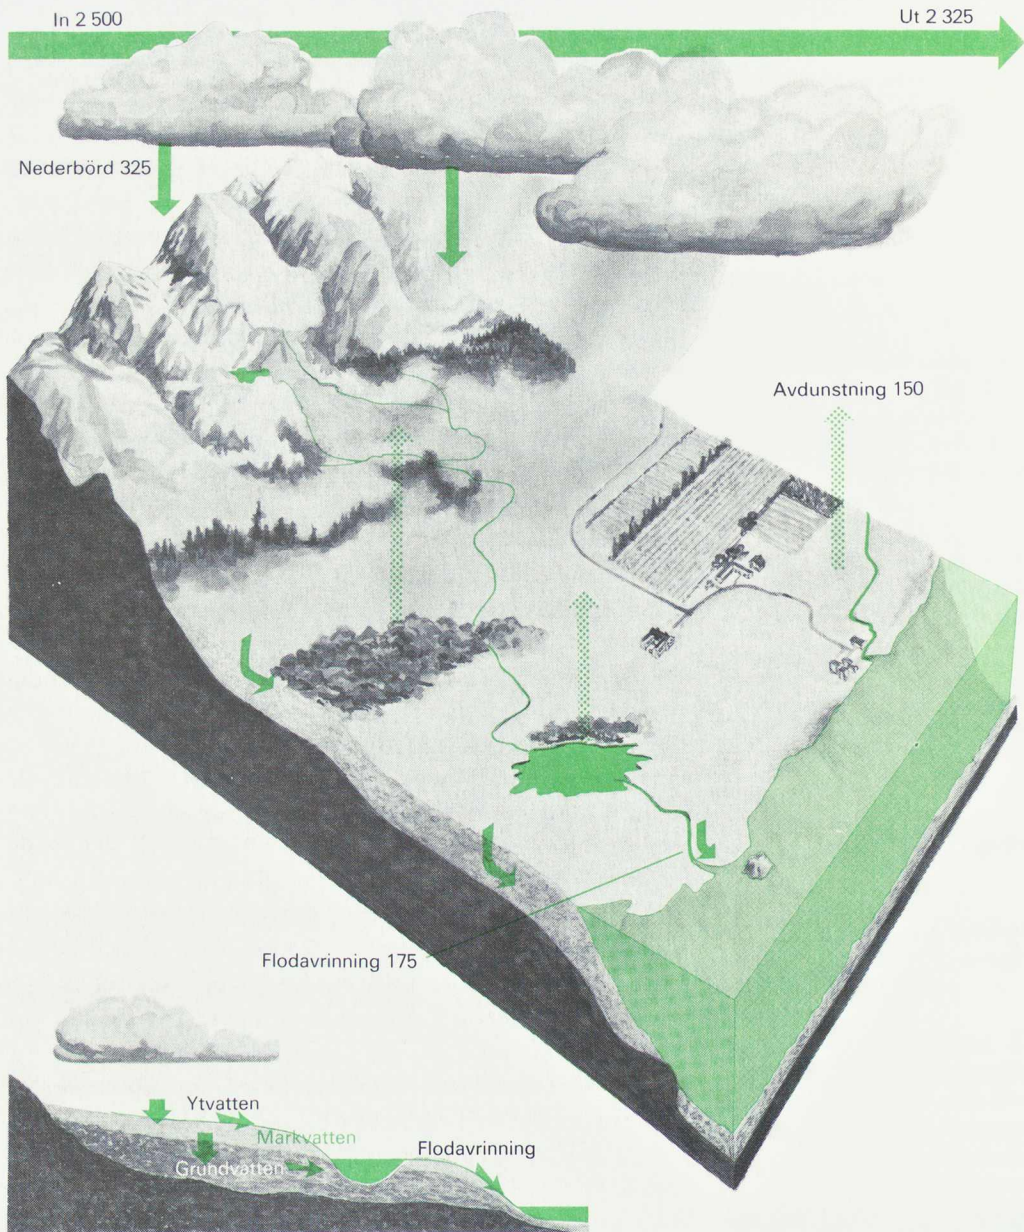 In 2 500
Ut 2 325
Nederbörd 325
Avdunstning 150
Flodavrinning 175
Ytvatten
Markvatten
Flodavrinning
Grundvatten